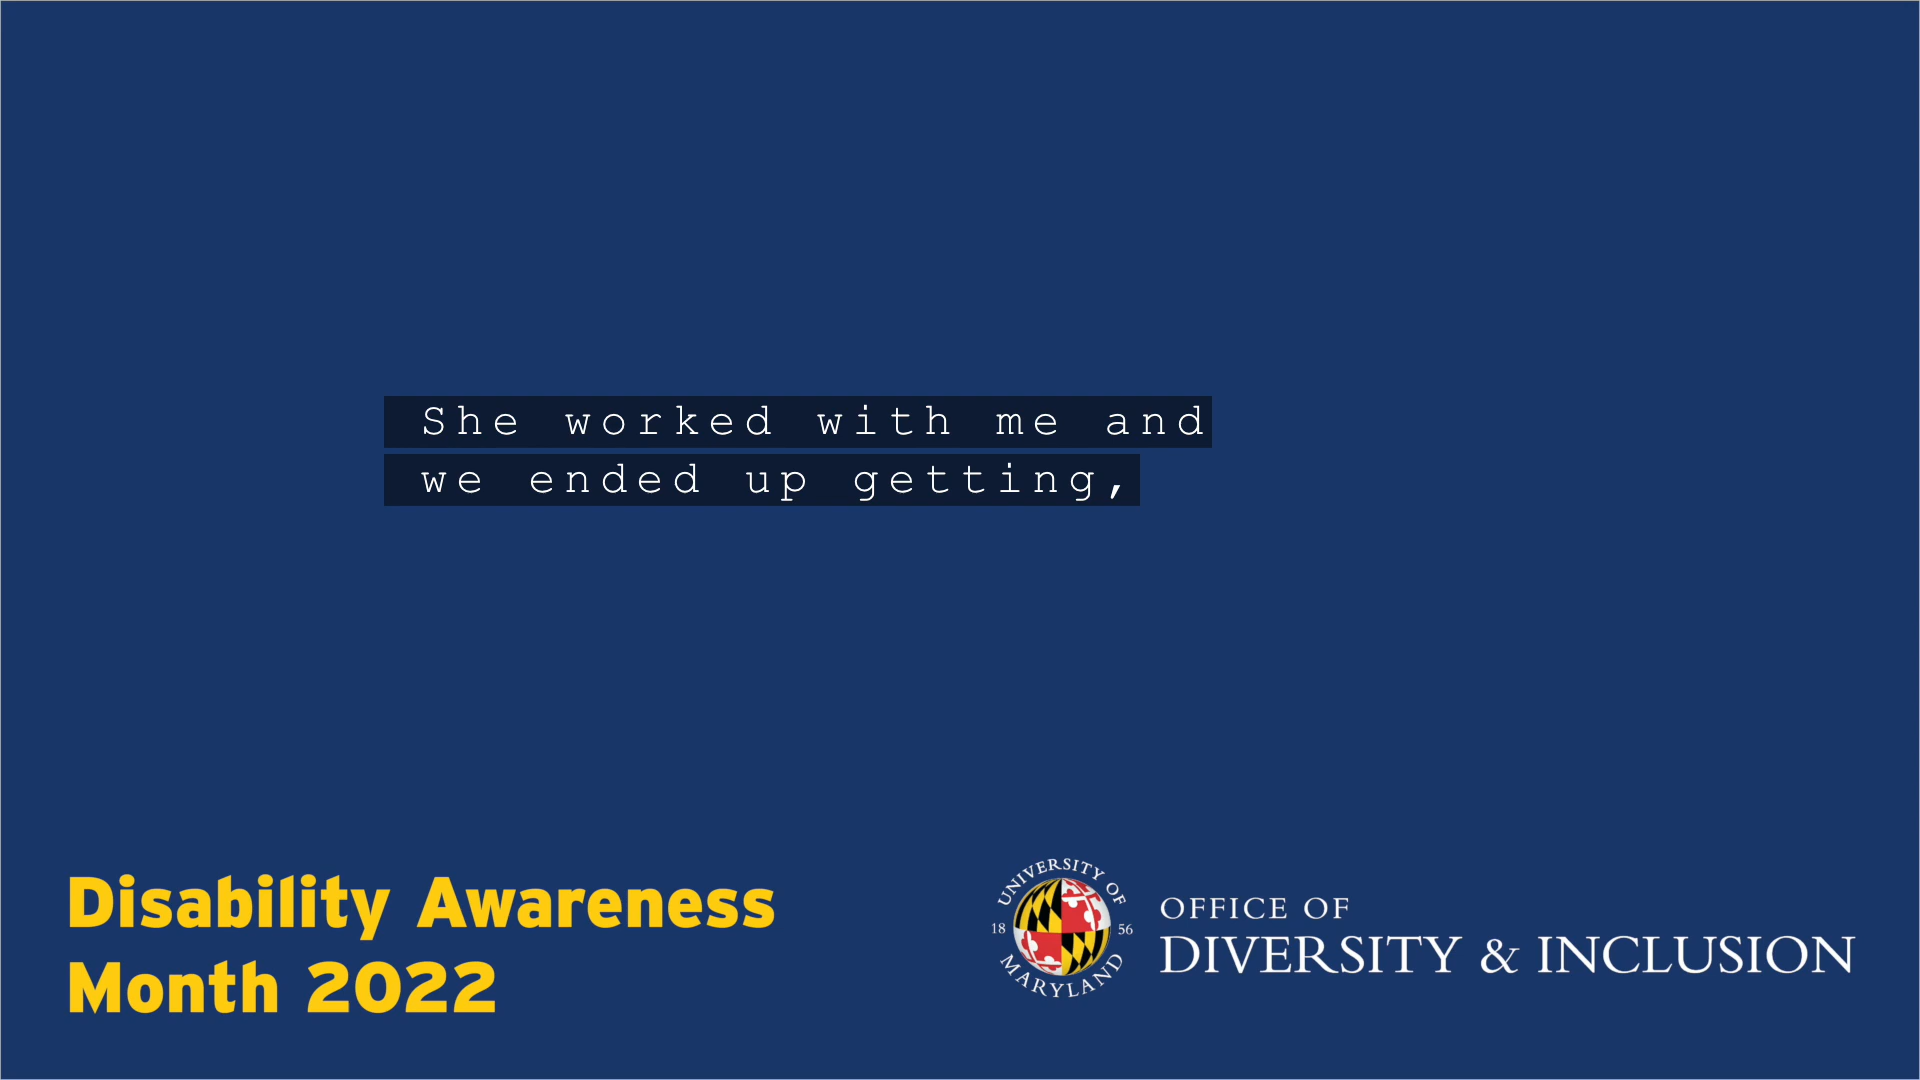 She worked with me and
we ended up getting,
Disability Awareness
Month 2022
UNIVERSITY OF
18 56
MARYLAND
OFFICE OF
DIVERSITY & INCLUSION